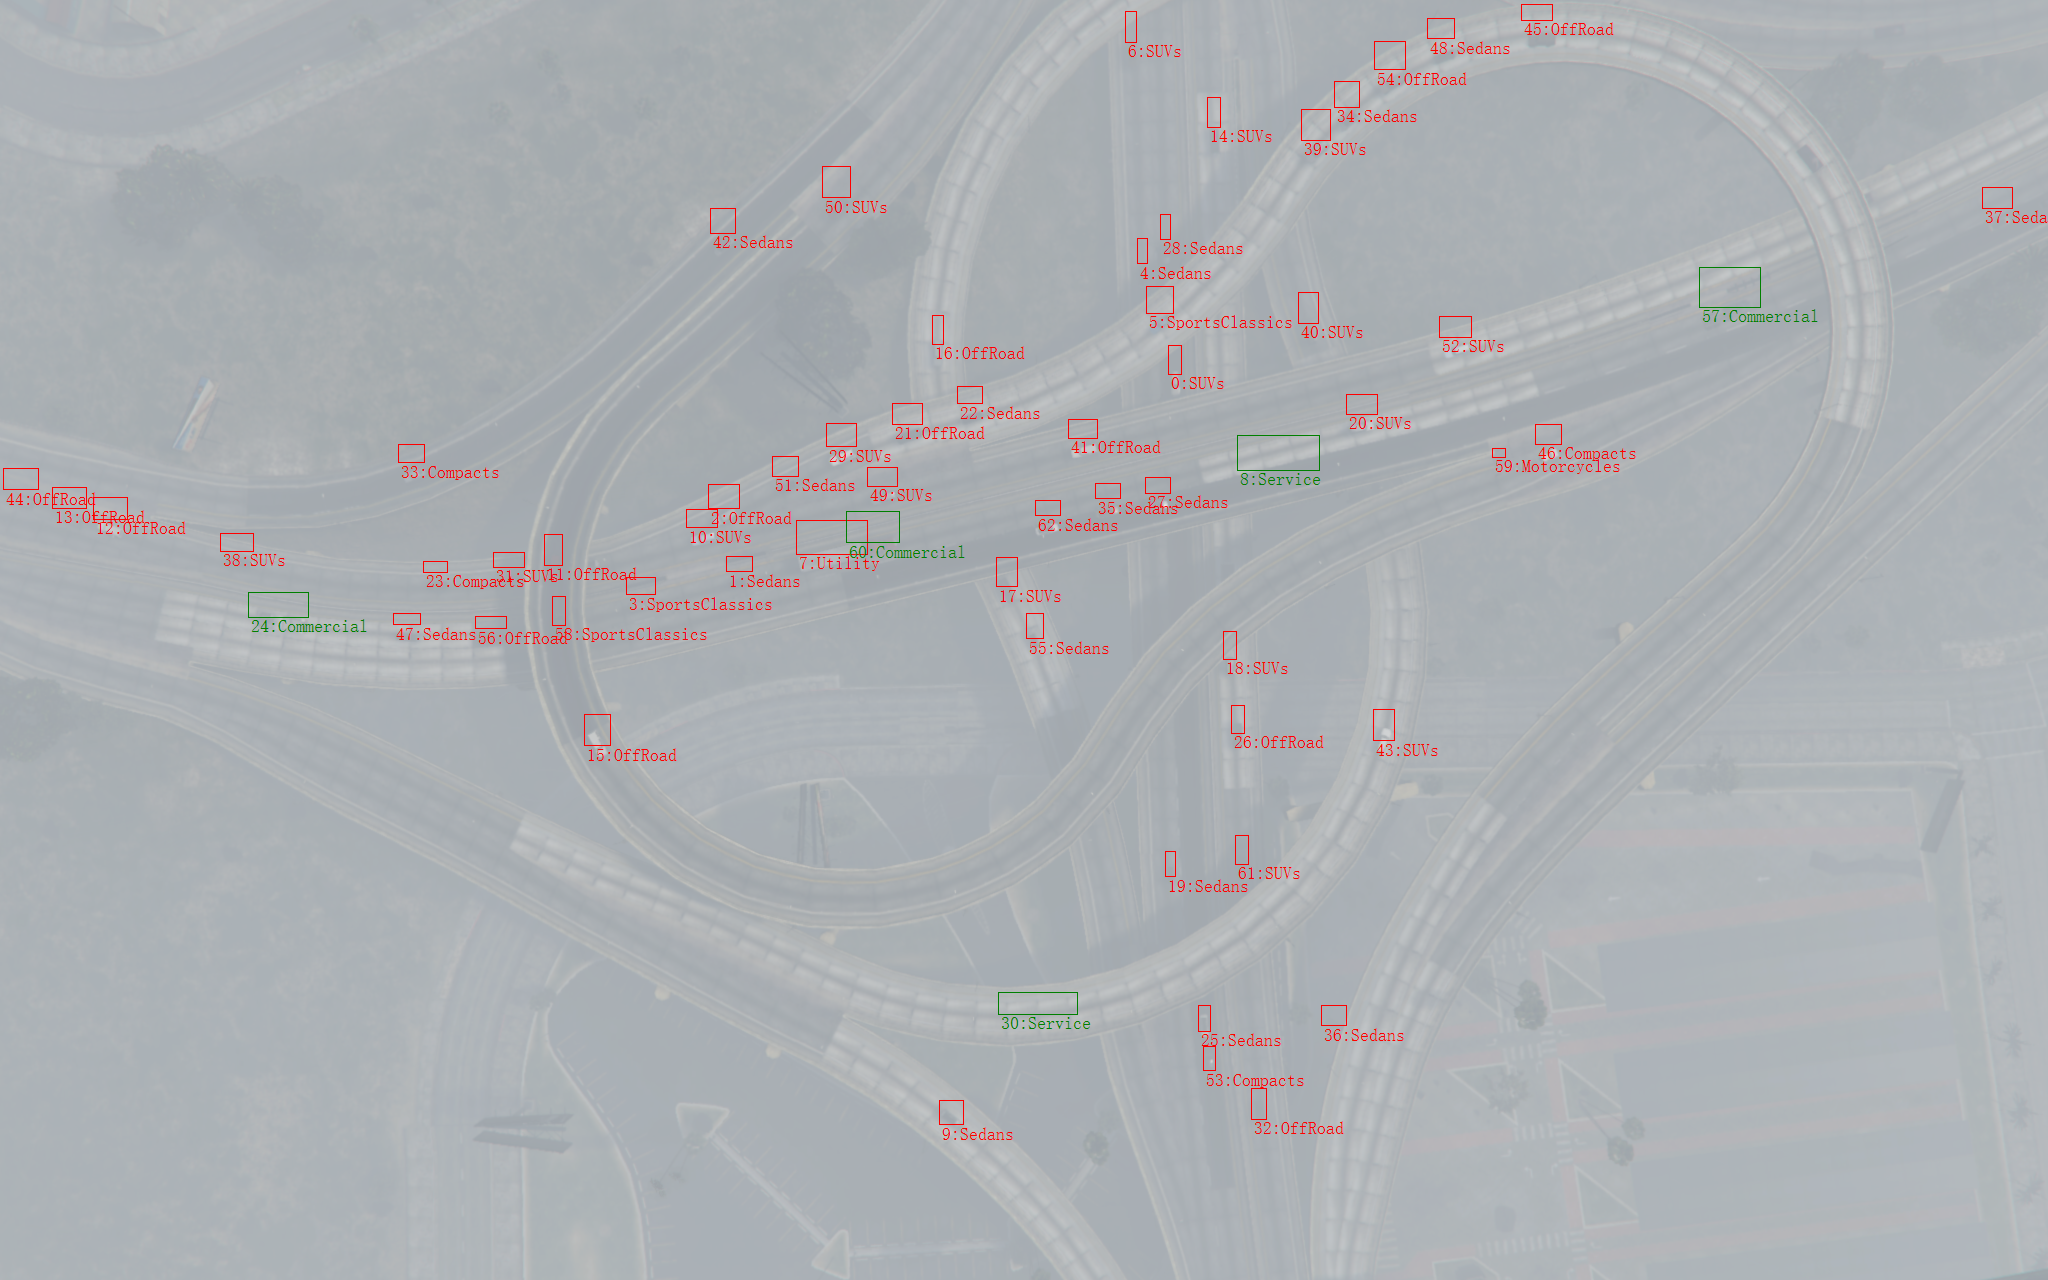 45:OffRoad
48:Sedans
6:SUVs
54:OffRoad
34:Sedans
14:SUVs
39:SUVs
50:SUVs
37:Seda
42:Sedans
28:Sedans
4:Sedans
57:Commercial
5:SportsClassics
40:SUVs
52:SUVs
16:OffRoad
0:SUVs
22:Sedans
20:SUVs
21:OffRoad
41:OffRoad
46:Compacts
29:SUVs
59:Motorcycles
33:Compacts
8:Service
51:Sedans
49:SUVs
44:OffRoad
27:Sedans
35:Sedans
13:OffRoad
2:OffRoad
62:Sedans
12:OffRoad
10:SUVs
60:Commercial
38:SUVs
7:Utility
31:SUVs
11:OffRoad
23:Compacts
1:Sedans
17:SUVs
3:SportsClassics
24:Commercial
47:Sedans
58:SportsClassics
56:OffRoad
55:Sedans
18:SUVs
26:OffRoad
43:SUVs
15:OffRoad
61:SUVs
19:Sedans
30:Service
36:Sedans
25:Sedans
53:Compacts
32:OffRoad
9:Sedans